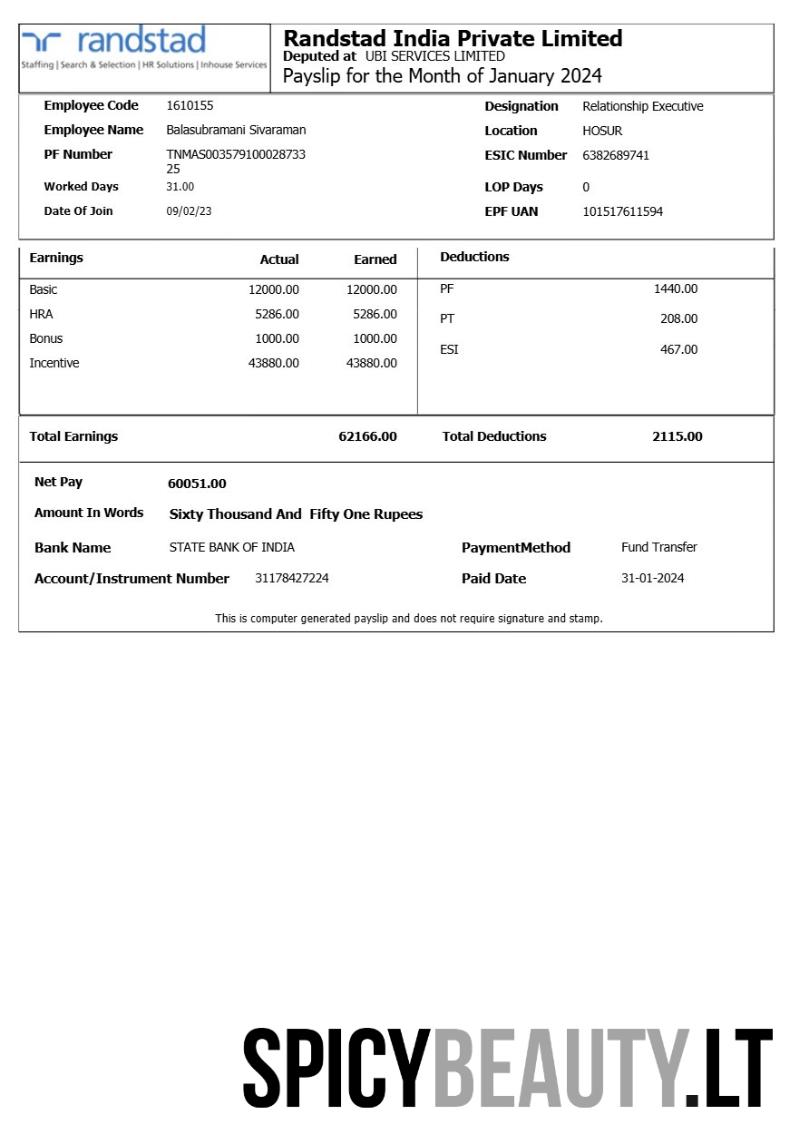 randstad
Staffing | Search & Selection | HR Solutions | Inhouse Services
Randstad India Private Limited
Deputed at UBI SERVICES LIMITED
Payslip for the Month of January 2024
Employee Code 1610155 Designation Relationship Executive
Employee Name Balasubramani Sivaraman Location HOSUR
PF Number TNMAS003579100028733 ESIC Number 6382689741
25
Worked Days 31.00 LOP Days 0
Date Of Join 09/02/23 EPF UAN 101517611594
Earnings Actual Earned Deductions
Basic 12000.00 12000.00 PF 1440.00
HRA 5286.00 5286.00 PT 208.00
Bonus 1000.00 1000.00 ESI 467.00
Incentive 43880.00 43880.00
Total Earnings 62166.00 Total Deductions 2115.00
Net Pay 60051.00
Amount In Words Sixty Thousand And Fifty One Rupees
Bank Name STATE BANK OF INDIA PaymentMethod Fund Transfer
Account/Instrument Number 31178427224 Paid Date 31-01-2024
This is computer generated payslip and does not require signature and stamp.
SPICYBEAUTY.LT